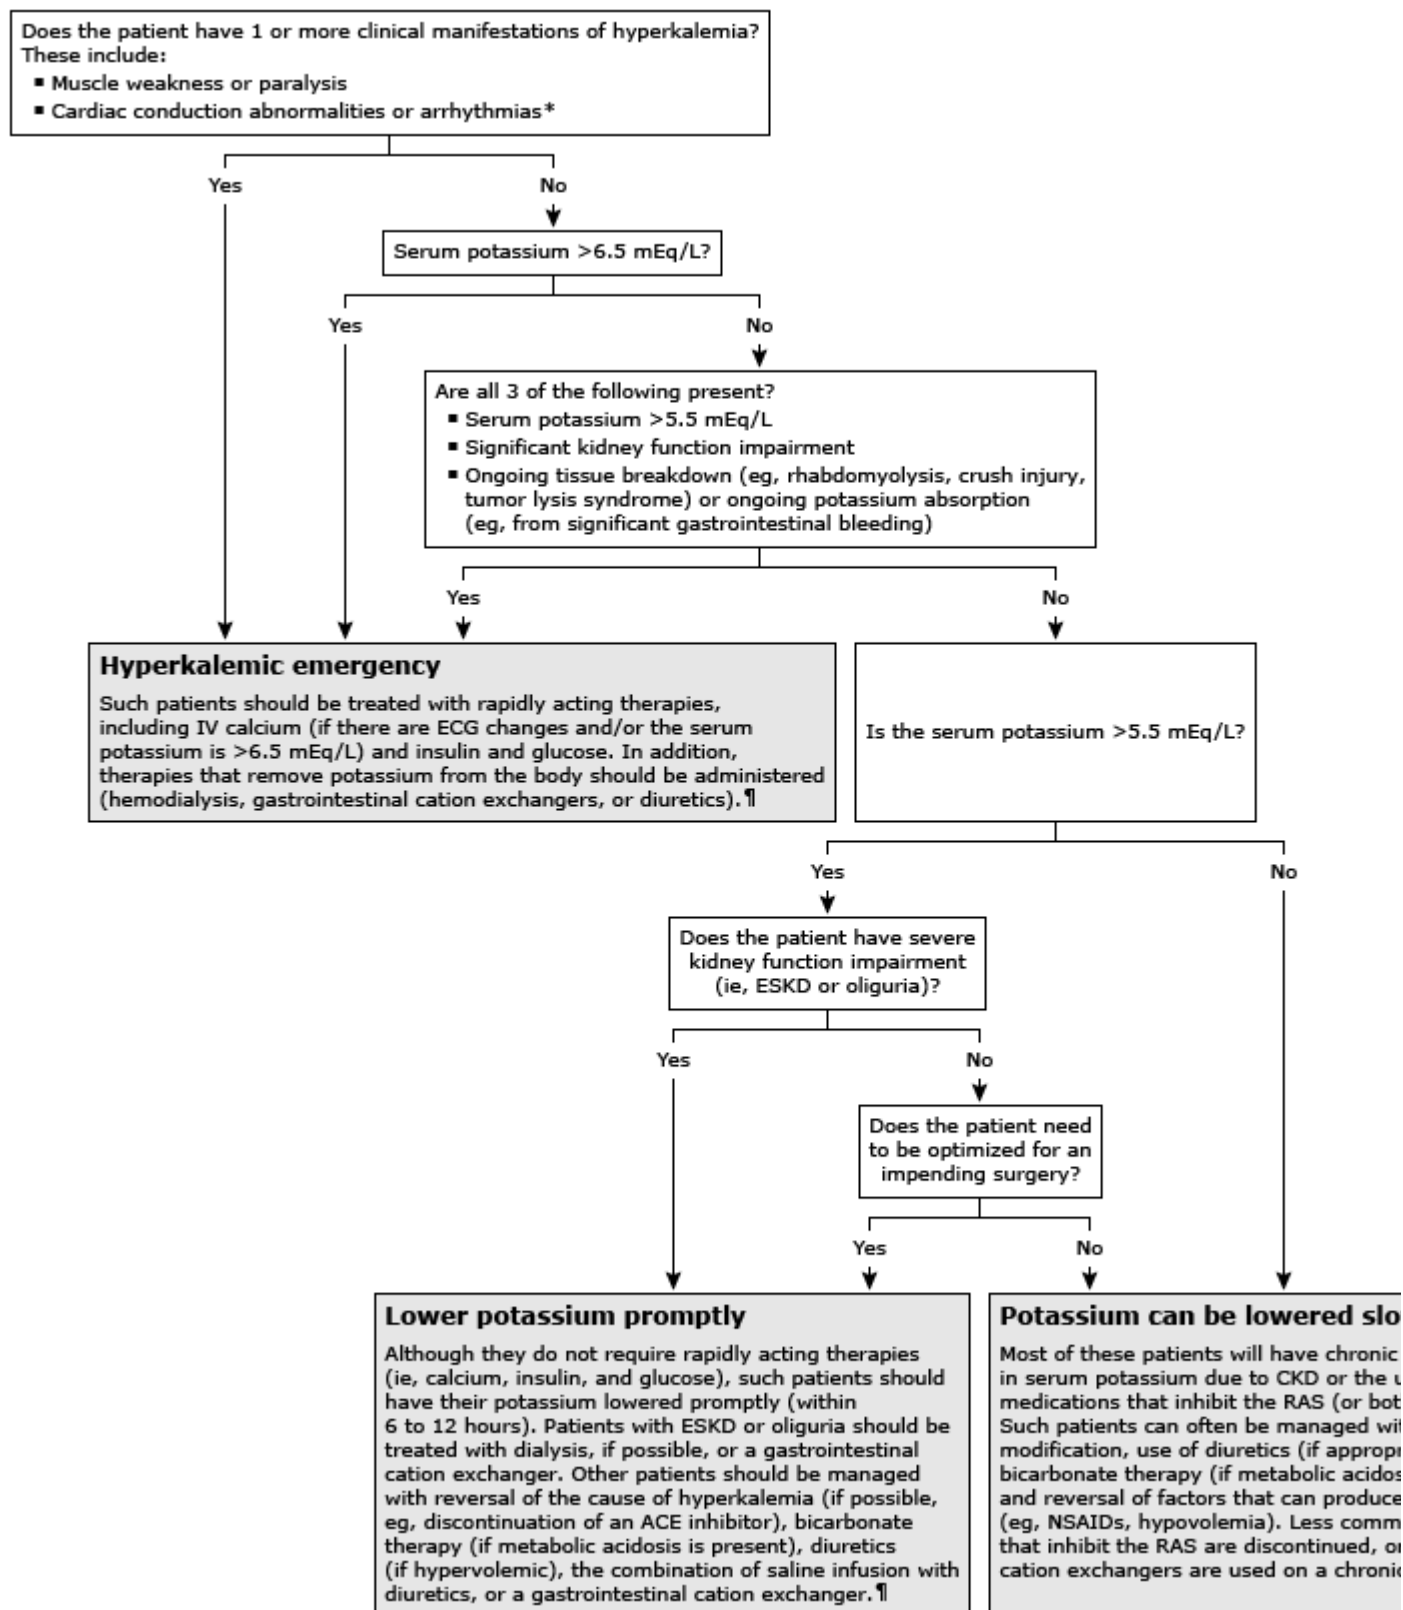 Does the patient have 1 or more clinical manifestations of hyperkalemia?
These include:
▪ Muscle weakness or paralysis
▪ Cardiac conduction abnormalities or arrhythmias*
Yes
No
Serum potassium >6.5 mEq/L?
Yes
No
Are all 3 of the following present?
▪ Serum potassium >5.5 mEq/L
▪ Significant kidney function impairment
▪ Ongoing tissue breakdown (eg, rhabdomyolysis, crush injury,
tumor lysis syndrome) or ongoing potassium absorption
(eg, from significant gastrointestinal bleeding)
Yes
No
Hyperkalemic emergency
Such patients should be treated with rapidly acting therapies,
including IV calcium (if there are ECG changes and/or the serum
potassium is >6.5 mEq/L) and insulin and glucose. In addition,
therapies that remove potassium from the body should be administered
(hemodialysis, gastrointestinal cation exchangers, or diuretics).¶
Is the serum potassium >5.5 mEq/L?
Yes
No
Does the patient have severe
kidney function impairment
(ie, ESKD or oliguria)?
Yes
No
Does the patient need
to be optimized for an
impending surgery?
Yes
No
Lower potassium promptly
Although they do not require rapidly acting therapies
(ie, calcium, insulin, and glucose), such patients should
have their potassium lowered promptly (within
6 to 12 hours). Patients with ESKD or oliguria should be
treated with dialysis, if possible, or a gastrointestinal
cation exchanger. Other patients should be managed
with reversal of the cause of hyperkalemia (if possible,
eg, discontinuation of an ACE inhibitor), bicarbonate
therapy (if metabolic acidosis is present), diuretics
(if hypervolemic), the combination of saline infusion with
diuretics, or a gastrointestinal cation exchanger.¶
Potassium can be lowered slo
Most of these patients will have chronic
in serum potassium due to CKD or the u
medications that inhibit the RAS (or bot
Such patients can often be managed wi
modification, use of diuretics (if appropr
bicarbonate therapy (if metabolic acidos
and reversal of factors that can produce
(eg, NSAIDs, hypovolemia). Less comm
that inhibit the RAS are discontinued, or
cation exchangers are used on a chronic